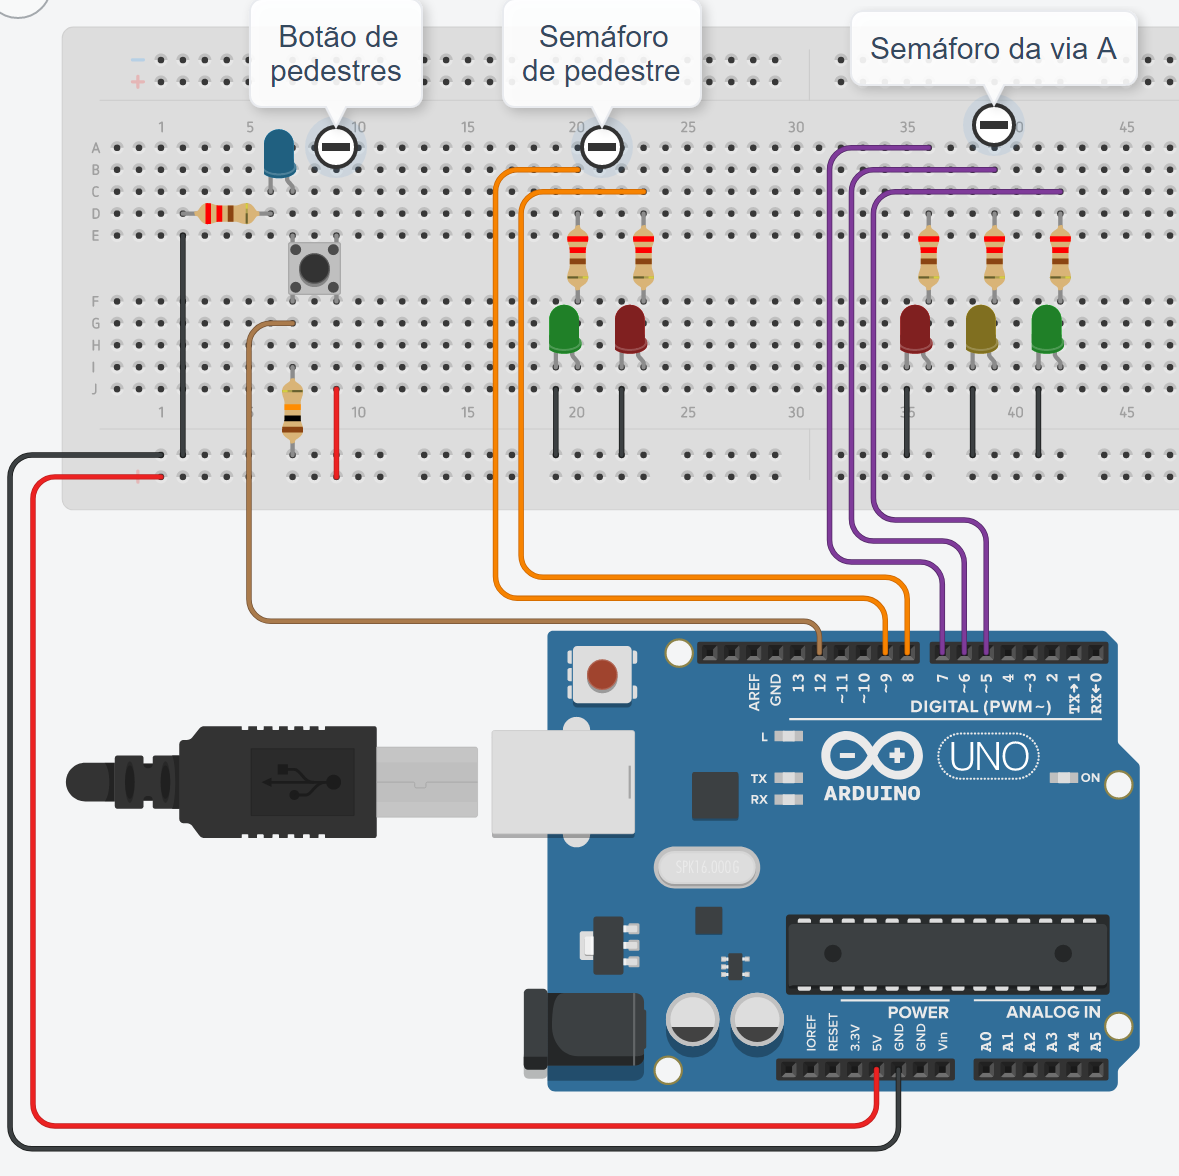 Botão de
pedestres
Semáforo
de pedestre
Semáforo da via A
− − 
+ +
1 5 10 15 20 25 30 35 40 45
A
B
C
D
E
F
G
H
I
J
1 5 10 15 20 25 30 35 40 45
AREF GND 13 12 ~11 ~10 ~9 8 7 ~6 ~5 4 ~3 2 TX→1 RX←0
DIGITAL (PWM~)
L
TX
RX
ARDUINO
UNO
ON
SPK16.000G
POWER
ANALOG IN
IOREF RESET 3.3V 5V GND GND Vin A0 A1 A2 A3 A4 A5